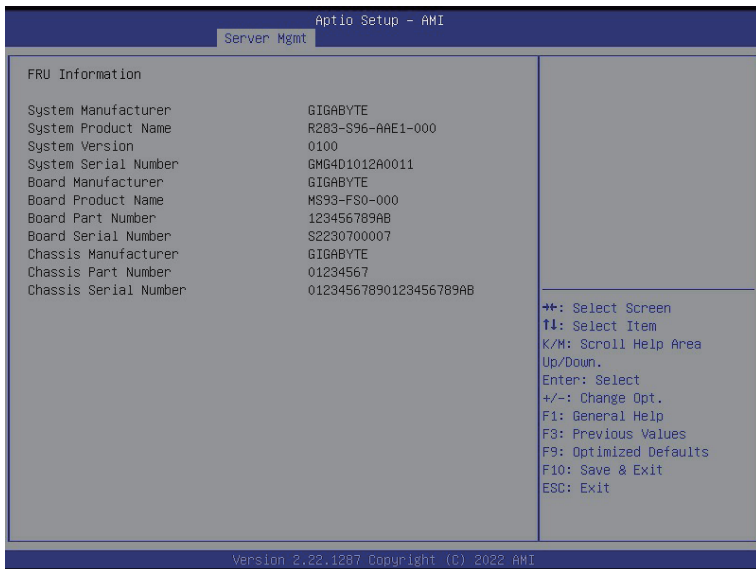 Aptio Setup – AMI
Server Mgmt
FRU Information
System Manufacturer GIGABYTE
System Product Name R283-S96-AAE1-000
System Version 0100
System Serial Number GMG4D1012A0011
Board Manufacturer GIGABYTE
Board Product Name MS93-FS0-000
Board Part Number 123456789AB
Board Serial Number S2230700007
Chassis Manufacturer GIGABYTE
Chassis Part Number 01234567
Chassis Serial Number 01234567890123456789AB
→←: Select Screen
↑↓: Select Item
K/M: Scroll Help Area
Up/Down.
Enter: Select
+/-: Change Opt.
F1: General Help
F3: Previous Values
F9: Optimized Defaults
F10: Save & Exit
ESC: Exit
Version 2.22.1287 Copyright (C) 2022 AMI